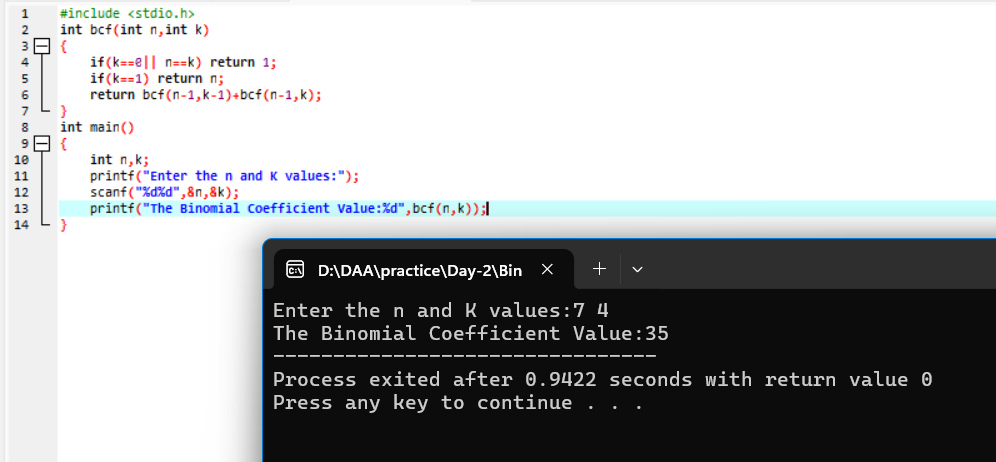 1 #include <stdio.h>
2 int bcf(int n,int k)
3 {
4 if(k==0|| n==k) return 1;
5 if(k==1) return n;
6 return bcf(n-1,k-1)+bcf(n-1,k);
7 }
8 int main()
9 {
10 int n,k;
11 printf("Enter the n and K values:");
12 scanf("%d%d",&n,&k);
13 printf("The Binomial Coefficient Value:%d",bcf(n,k));
14 }
D:\DAA\practice\Day-2\Bin
Enter the n and K values:7 4
The Binomial Coefficient Value:35
--------------------------------
Process exited after 0.9422 seconds with return value 0
Press any key to continue . . .